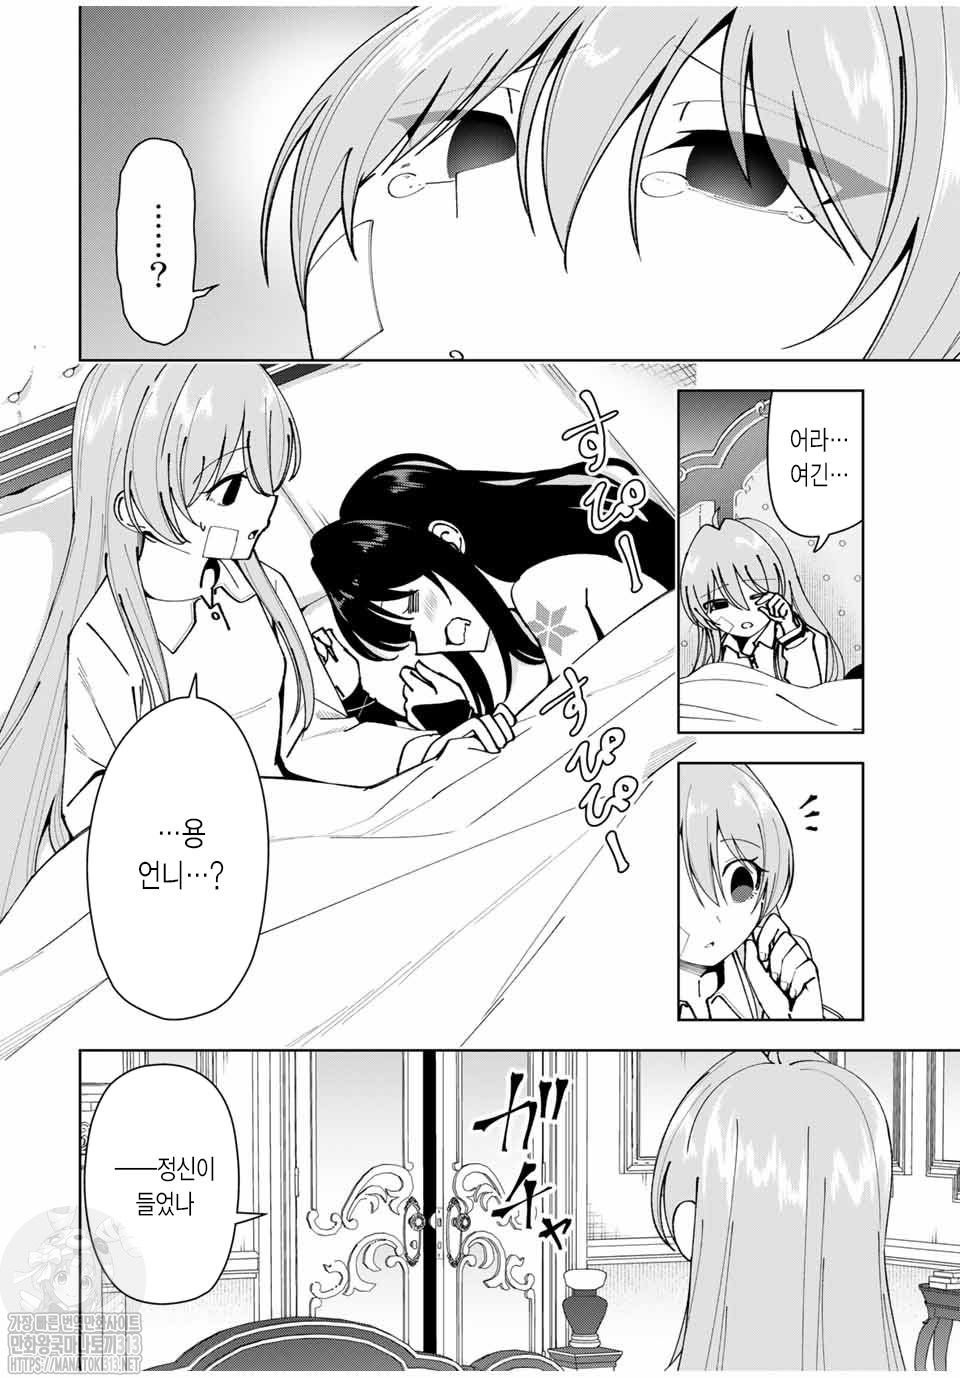 ……?
어라…
여긴…
すぴー
すぴぴー
…용
언니…?
ガチャ
──정신이
들었나
가장 빠른 번역만화사이트
만화왕국마나토끼313
HTTPS://MANATOKI313.NET